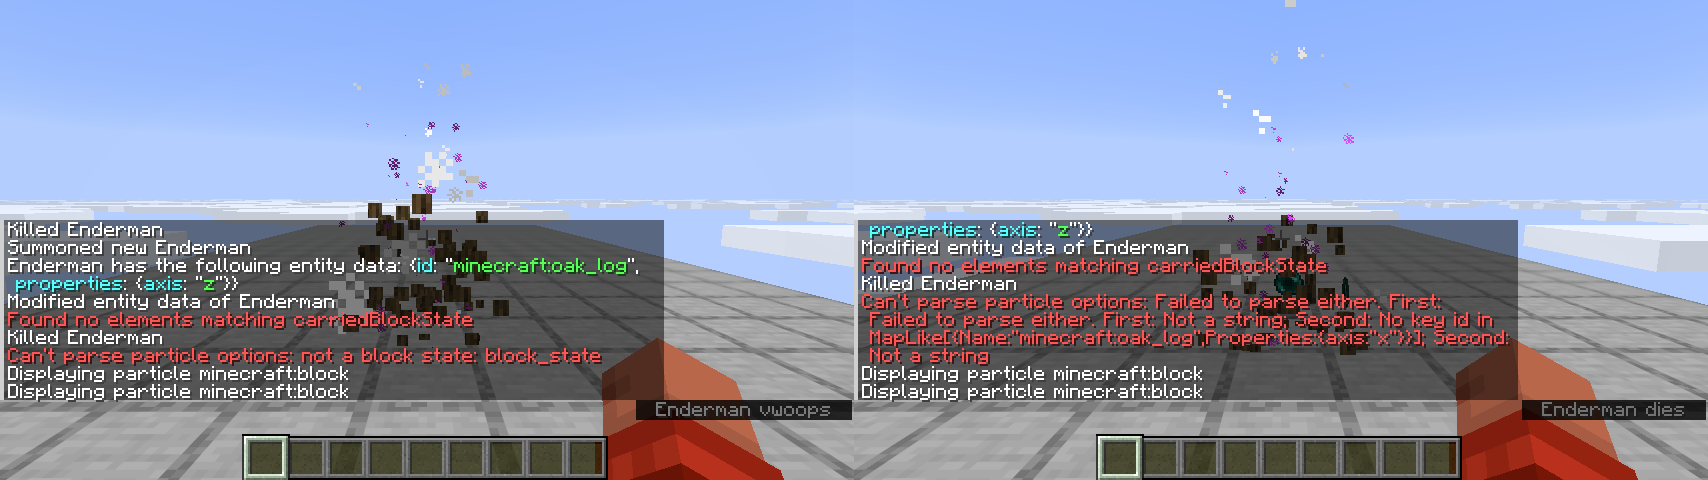 Killed Enderman
Summoned new Enderman
Enderman has the following entity data: {id: "minecraft:oak_log",
properties: {axis: "z"}}
Modified entity data of Enderman
Found no elements matching carriedBlockState
Killed Enderman
Can't parse particle options: not a block state: block_state
Displaying particle minecraft:block
Displaying particle minecraft:block
Enderman vwoops
properties: {axis: "z"}}
Modified entity data of Enderman
Found no elements matching carriedBlockState
Killed Enderman
Can't parse particle options: Failed to parse either. First:
Failed to parse either. First: Not a string; Second: No key id in
MapLike[{Name:"minecraft:oak_log",Properties:{axis:"x"}}]; Second:
Not a string
Displaying particle minecraft:block
Displaying particle minecraft:block
Enderman dies